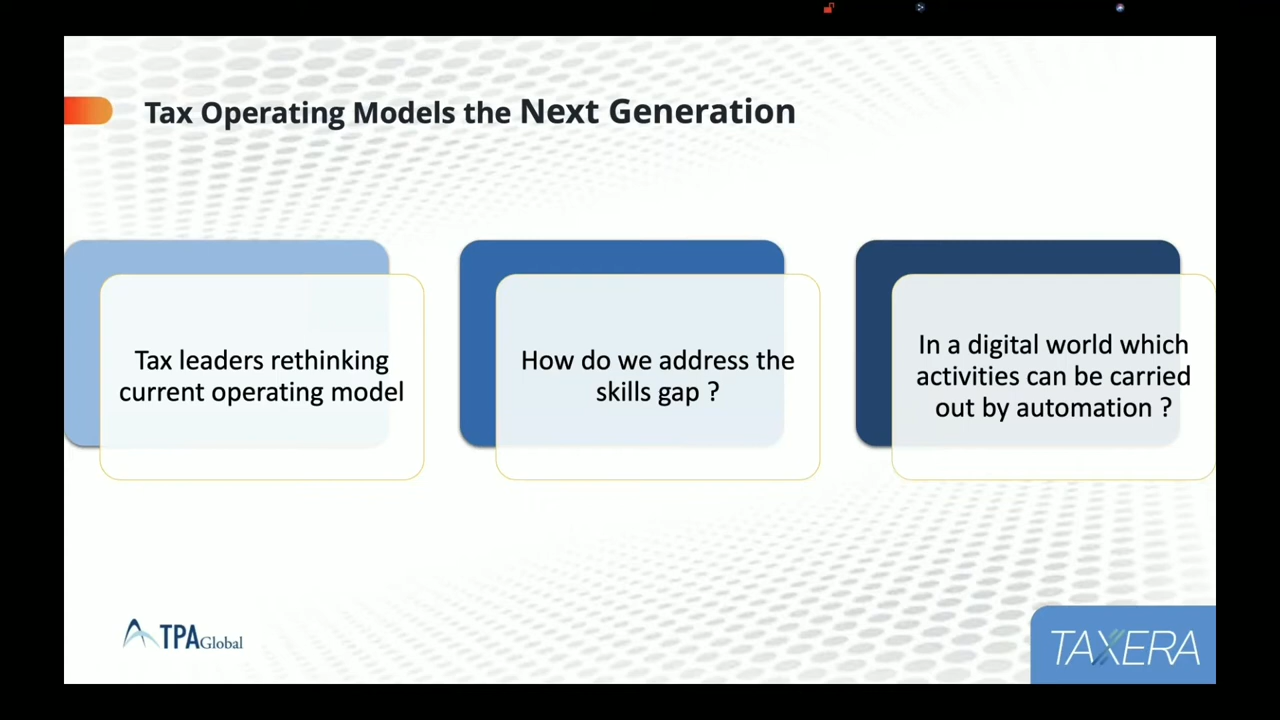 Tax Operating Models the Next Generation
Tax leaders rethinking
current operating model
How do we address the
skills gap ?
In a digital world which
activities can be carried
out by automation ?
TPA Global
TAXERA